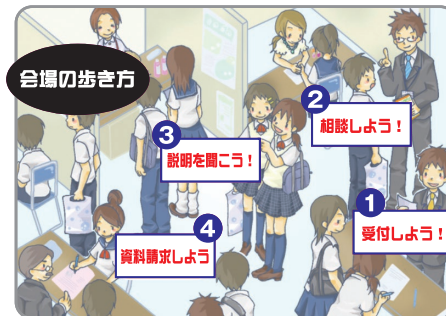 会場の歩き方
1
受付しよう！
2
相談しよう！
3
説明を聞こう！
4
資料請求しよう